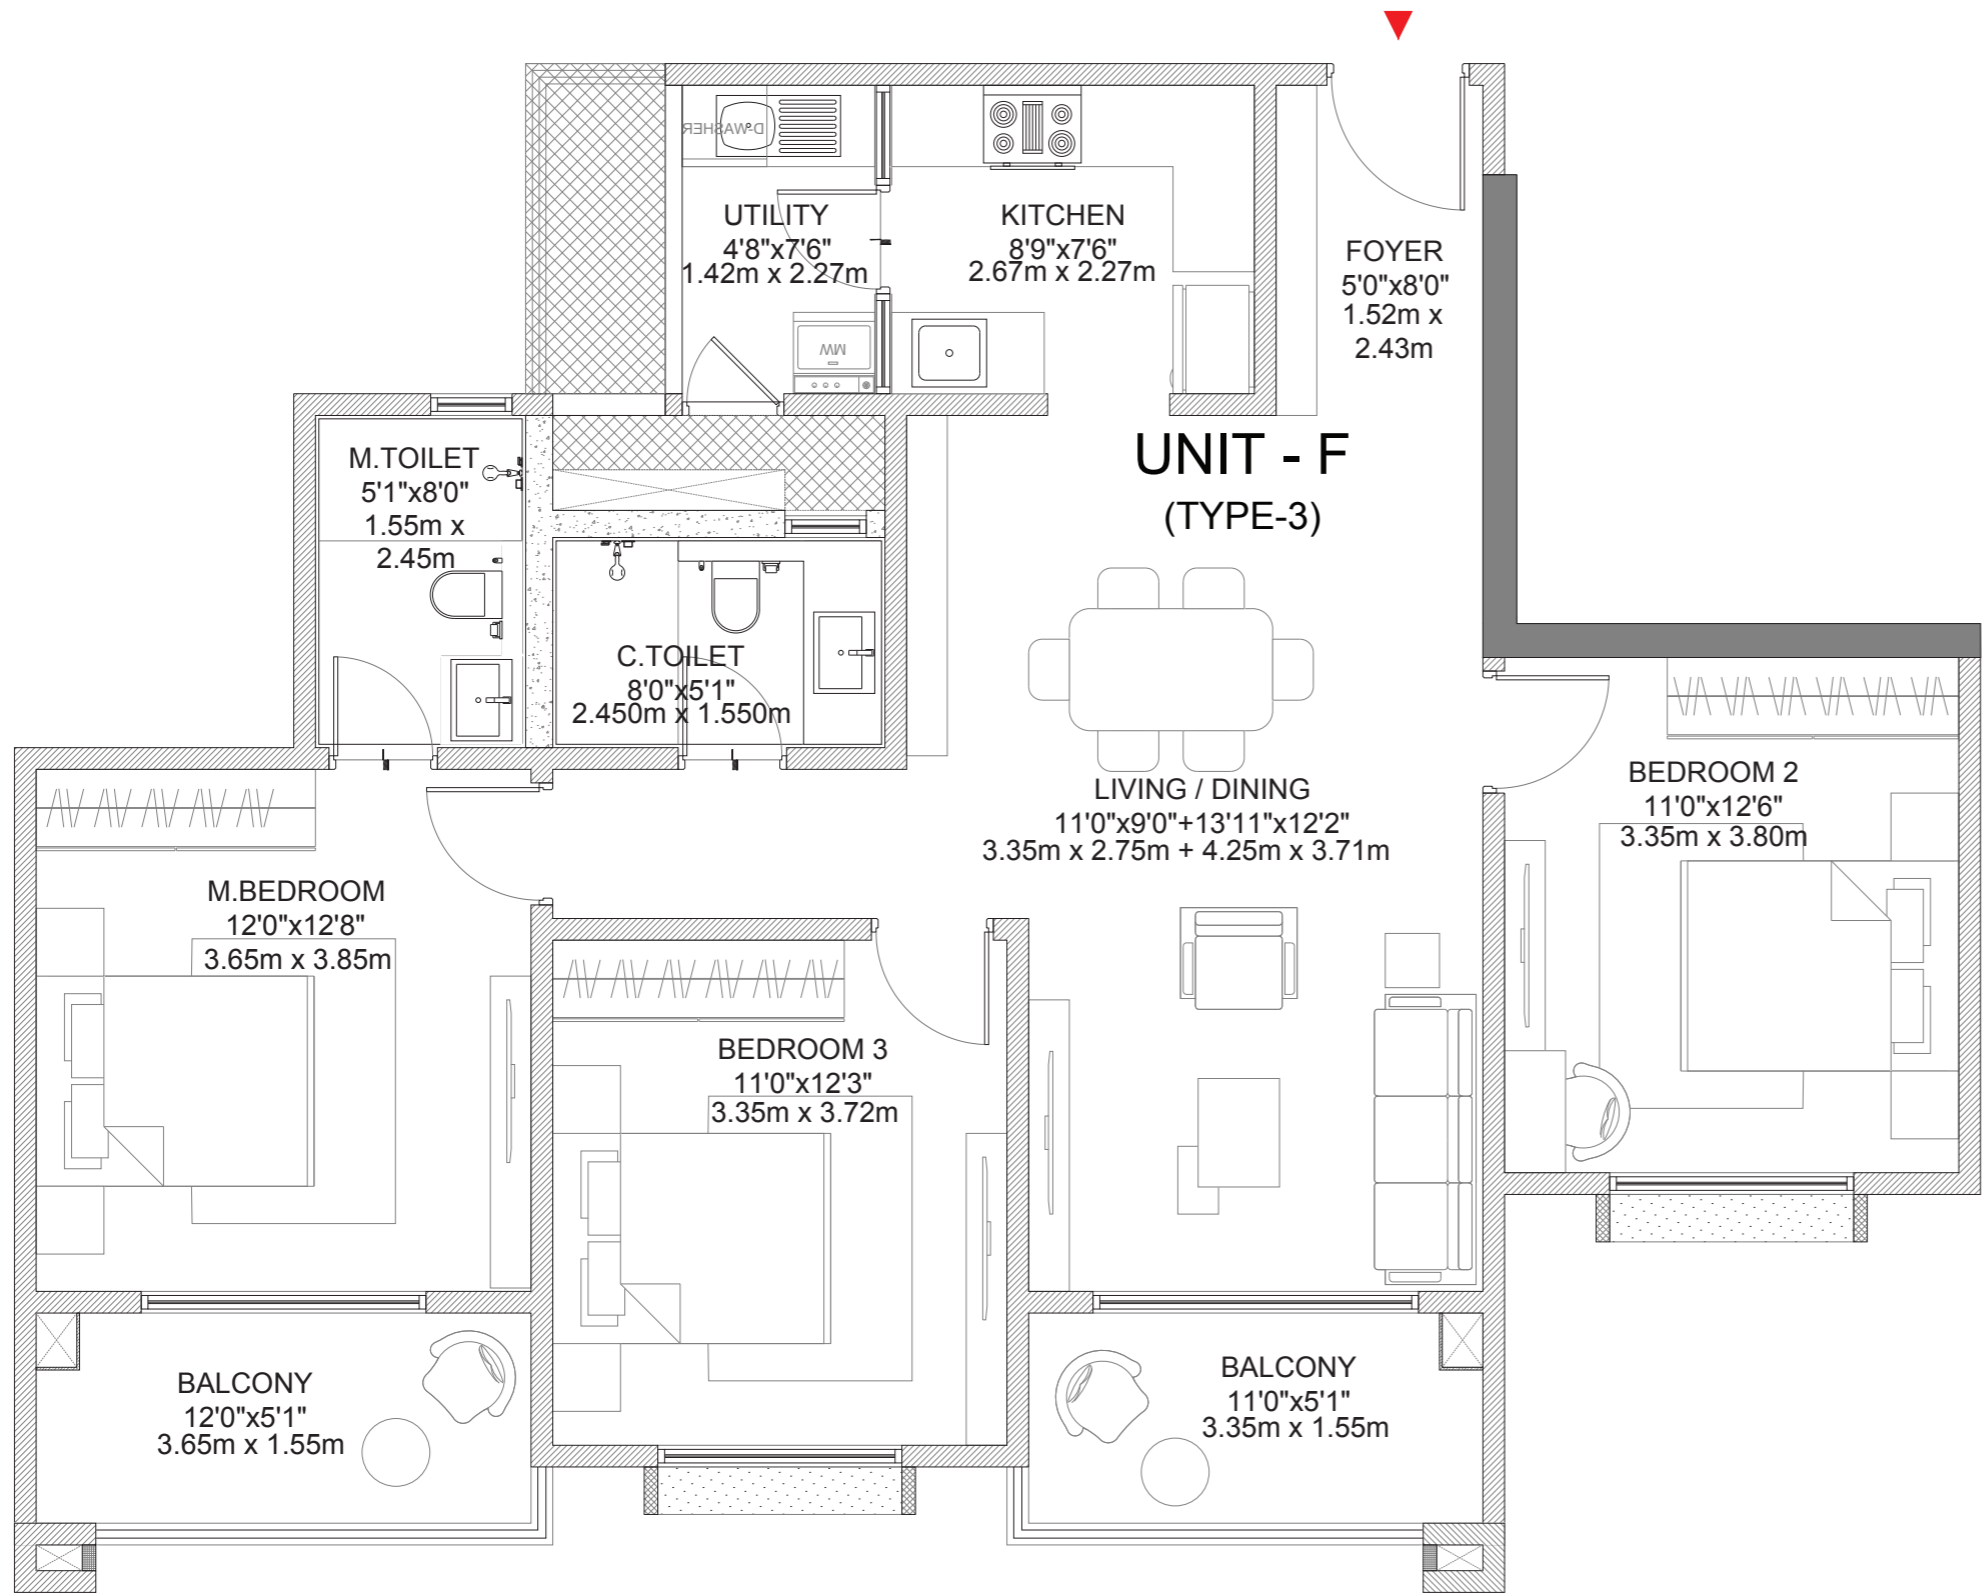 D-WASHER
UTILITY
4'8"x7'6"
1.42m x 2.27m
MW
KITCHEN
8'9"x7'6"
2.67m x 2.27m
FOYER
5'0"x8'0"
1.52m x
2.43m
UNIT - F
(TYPE-3)
M.TOILET
5'1"x8'0"
1.55m x
2.45m
C.TOILET
8'0"x5'1"
2.450m x 1.550m
LIVING / DINING
11'0"x9'0"+13'11"x12'2"
3.35m x 2.75m + 4.25m x 3.71m
BEDROOM 2
11'0"x12'6"
3.35m x 3.80m
M.BEDROOM
12'0"x12'8"
3.65m x 3.85m
BEDROOM 3
11'0"x12'3"
3.35m x 3.72m
BALCONY
12'0"x5'1"
3.65m x 1.55m
BALCONY
11'0"x5'1"
3.35m x 1.55m